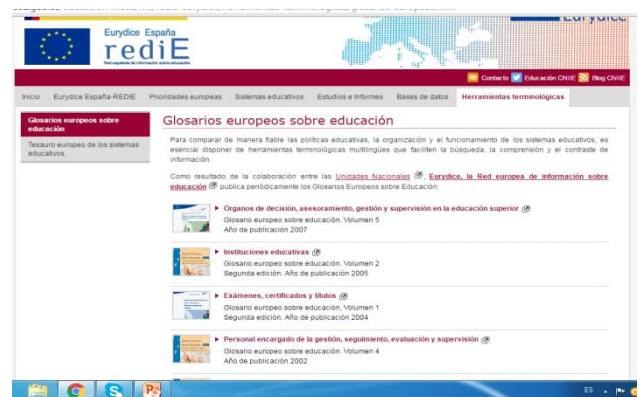 Eurydice España
rediE
Red española de información sobre educación
Eurydice
Contacto Educación CNIIE Blog CNIIE
Inicio Eurydice España-REDIE Prioridades europeas Sistemas educativos Estudios e Informes Bases de datos Herramientas terminológicas
Glosarios europeos sobre
educación
Tesauro europeo de los sistemas
educativos
Glosarios europeos sobre educación
Para comparar de manera fiable las políticas educativas, la organización y el funcionamiento de los sistemas educativos, es
esencial disponer de herramientas terminológicas multilingües que faciliten la búsqueda, la comprensión y el contraste de
información.
Como resultado de la colaboración entre las Unidades Nacionales, Eurydice, la Red europea de información sobre
educación publica periódicamente los Glosarios Europeos sobre Educación:
Órganos de decisión, asesoramiento, gestión y supervisión en la educación superior
Glosario europeo sobre educación. Volumen 5
Año de publicación 2007
Instituciones educativas
Glosario europeo sobre educación. Volumen 2
Segunda edición. Año de publicación 2005
Exámenes, certificados y títulos
Glosario europeo sobre educación. Volumen 1
Segunda edición. Año de publicación 2004
Personal encargado de la gestión, seguimiento, evaluación y supervisión
Glosario europeo sobre educación. Volumen 4
Año de publicación 2002
ES